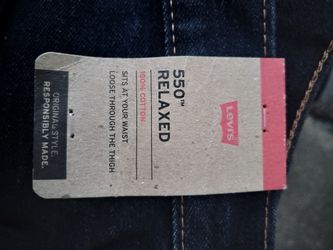 Levi's
550™
RELAXED
100% COTTON
SITS AT YOUR WAIST
LOOSE THROUGH THE THIGH
ORIGINAL STYLE.
RESPONSIBLY MADE.